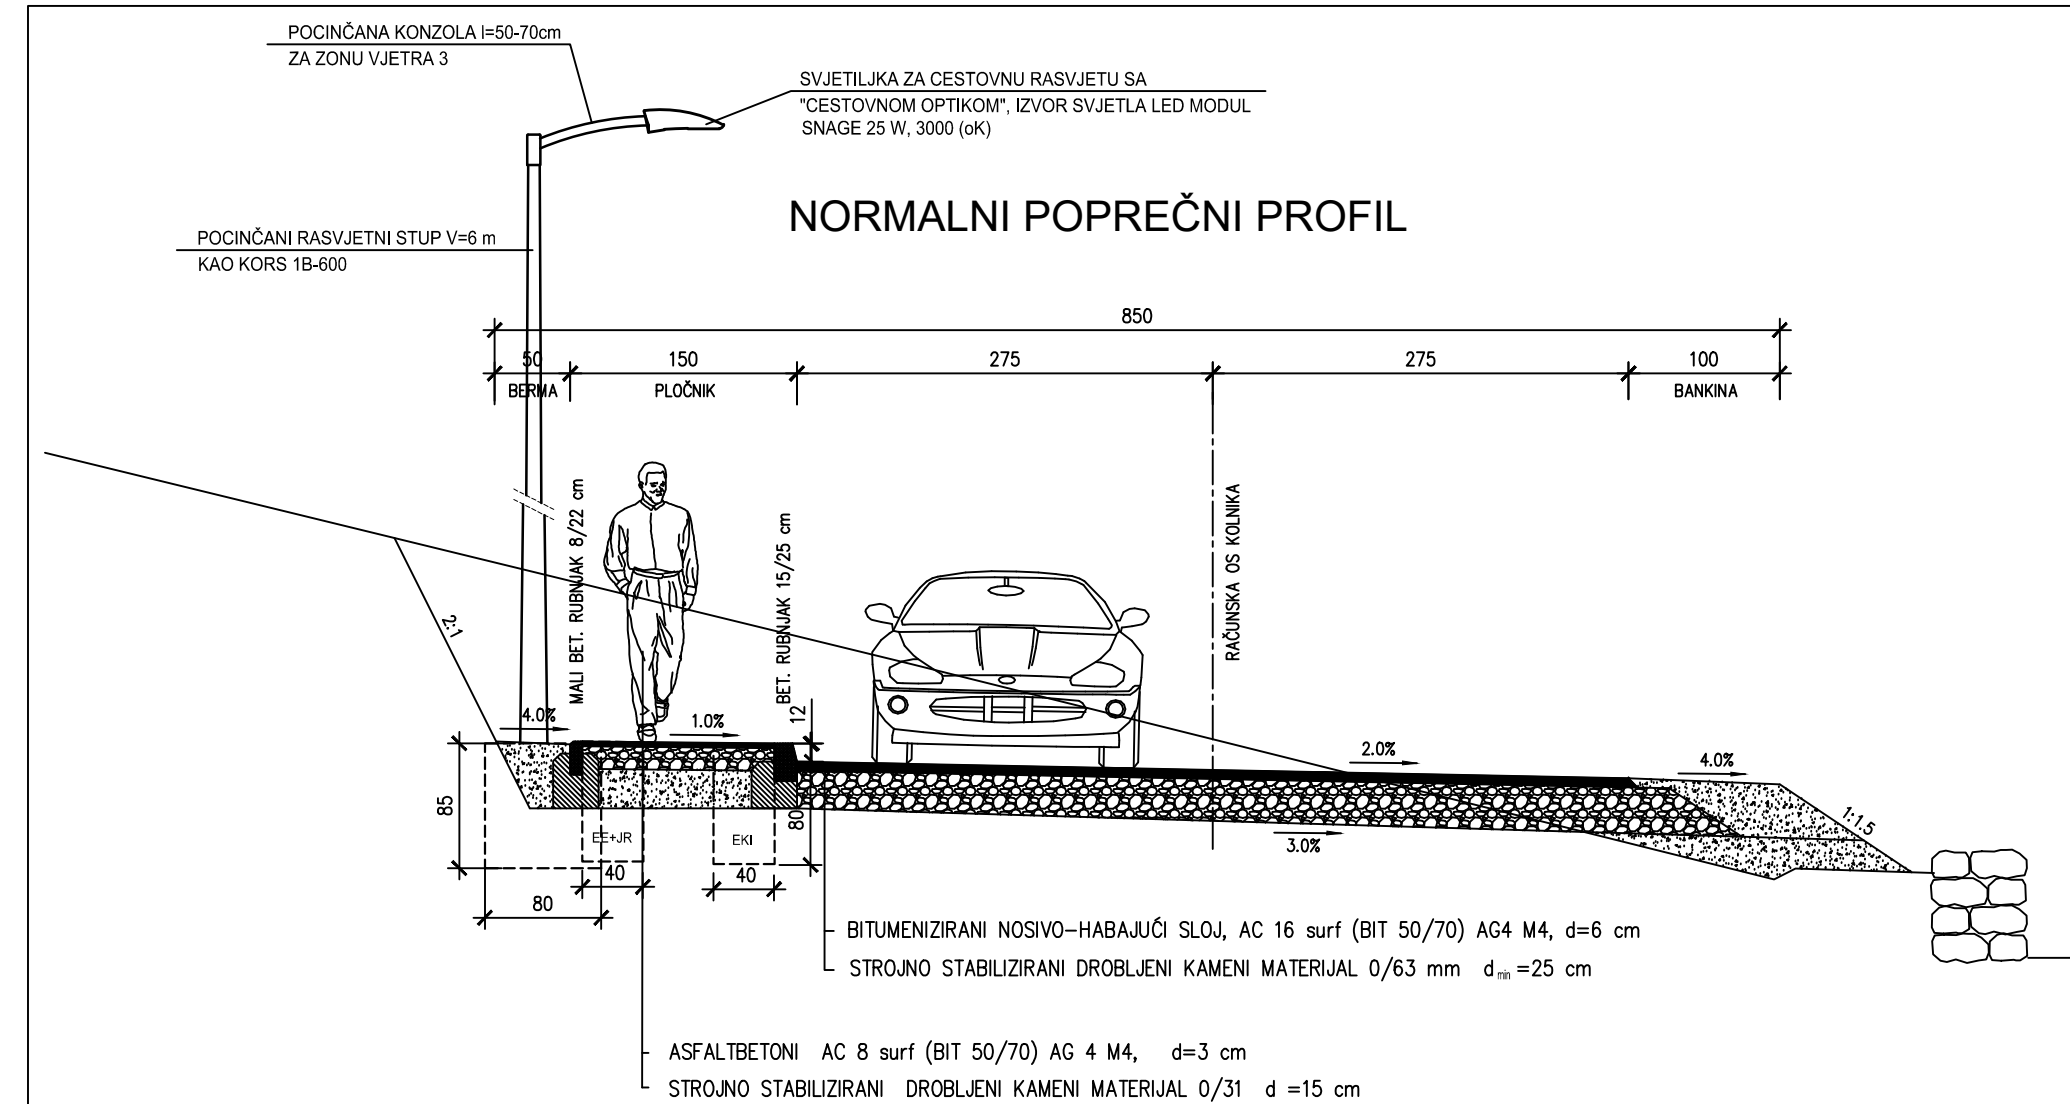 POCINČANA KONZOLA l=50-70cm
ZA ZONU VJETRA 3
SVJETILJKA ZA CESTOVNU RASVJETU SA
"CESTOVNOM OPTIKOM", IZVOR SVJETLA LED MODUL
SNAGE 25 W, 3000 (oK)
NORMALNI POPREČNI PROFIL
POCINČANI RASVJETNI STUP V=6 m
KAO KORS 1B-600
850
50
150
275
275
100
BERMA
PLOČNIK
BANKINA
MALI BET. RUBNJAK 8/22 cm
BET. RUBNJAK 15/25 cm
RAČUNSKA OS KOLNIKA
2:1
4.0%
1.0%
12
2.0%
4.0%
85
80
EE+JR
EKI
3.0%
1:1.5
40
40
80
BITUMENIZIRANI NOSIVO-HABAJUĆI SLOJ, AC 16 surf (BIT 50/70) AG4 M4, d=6 cm
STROJNO STABILIZIRANI DROBLJENI KAMENI MATERIJAL 0/63 mm d min =25 cm
ASFALTBETONI AC 8 surf (BIT 50/70) AG 4 M4, d=3 cm
STROJNO STABILIZIRANI DROBLJENI KAMENI MATERIJAL 0/31 d =15 cm